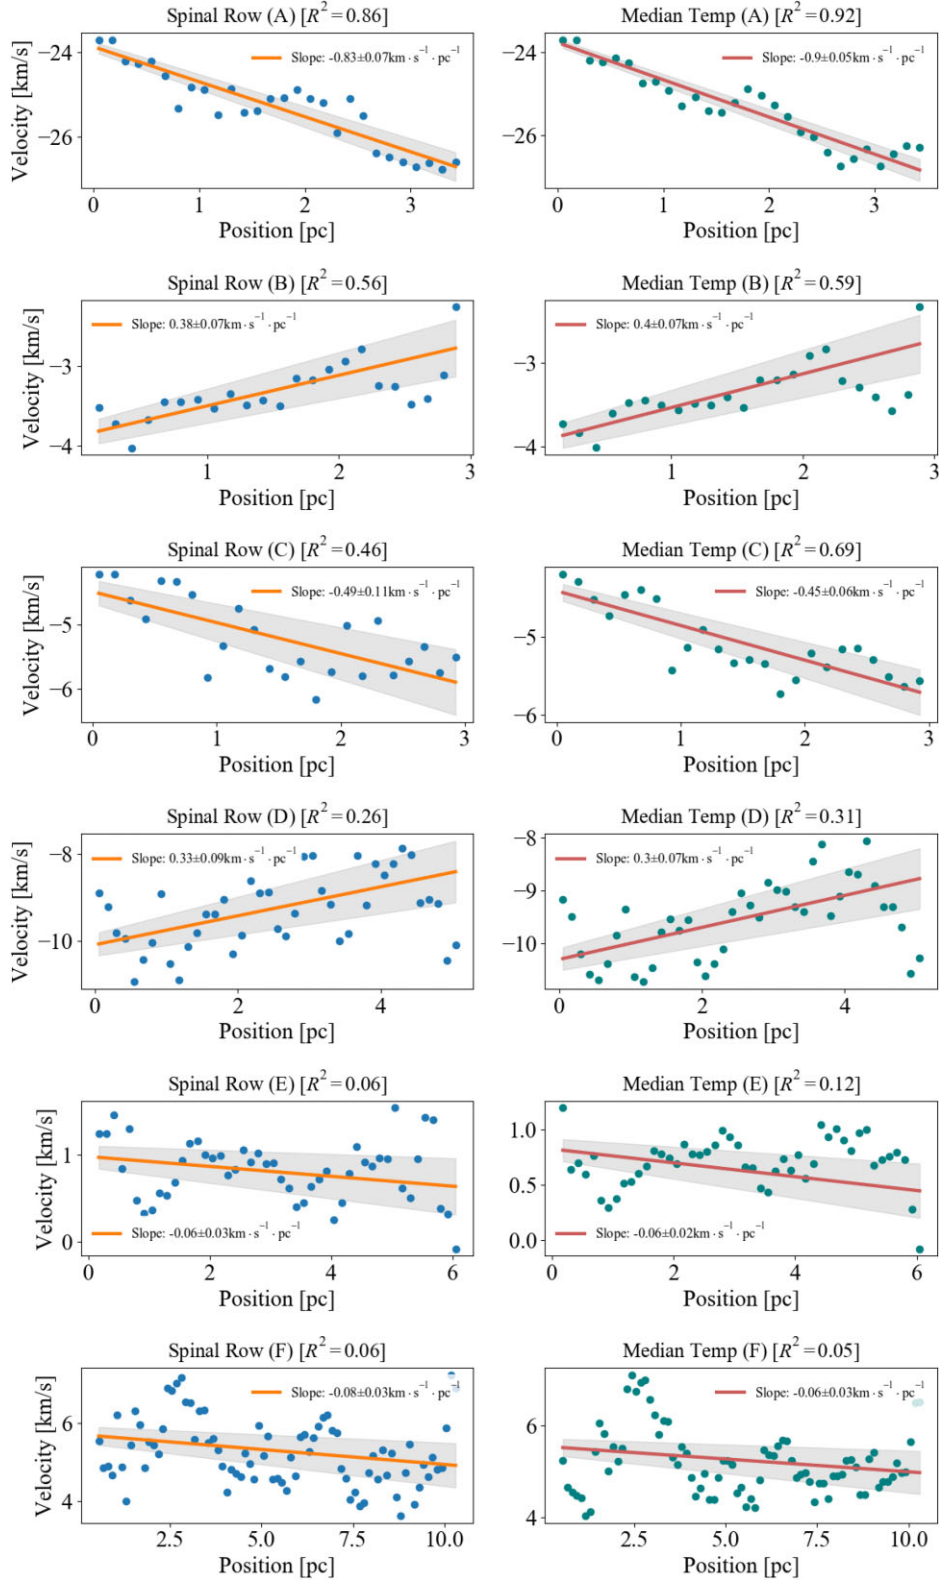 Spinal Row (A) [R² = 0.86]
Velocity [km/s]
−24
−26
Slope: -0.83±0.07km · s⁻¹ · pc⁻¹
0 1 2 3
Position [pc]
Median Temp (A) [R² = 0.92]
−24
−26
Slope: -0.9±0.05km · s⁻¹ · pc⁻¹
0 1 2 3
Position [pc]
Spinal Row (B) [R² = 0.56]
Velocity [km/s]
−3
−4
Slope: 0.38±0.07km · s⁻¹ · pc⁻¹
1 2 3
Position [pc]
Median Temp (B) [R² = 0.59]
−3
−4
Slope: 0.4±0.07km · s⁻¹ · pc⁻¹
1 2 3
Position [pc]
Spinal Row (C) [R² = 0.46]
Velocity [km/s]
−5
−6
Slope: -0.49±0.11km · s⁻¹ · pc⁻¹
0 1 2 3
Position [pc]
Median Temp (C) [R² = 0.69]
−5
−6
Slope: -0.45±0.06km · s⁻¹ · pc⁻¹
0 1 2 3
Position [pc]
Spinal Row (D) [R² = 0.26]
Velocity [km/s]
−8
−10
Slope: 0.33±0.09km · s⁻¹ · pc⁻¹
0 2 4
Position [pc]
Median Temp (D) [R² = 0.31]
−8
−9
−10
Slope: 0.3±0.07km · s⁻¹ · pc⁻¹
0 2 4
Position [pc]
Spinal Row (E) [R² = 0.06]
Velocity [km/s]
1
0
Slope: -0.06±0.03km · s⁻¹ · pc⁻¹
0 2 4 6
Position [pc]
Median Temp (E) [R² = 0.12]
1.0
0.5
0.0
Slope: -0.06±0.02km · s⁻¹ · pc⁻¹
0 2 4 6
Position [pc]
Spinal Row (F) [R² = 0.06]
Velocity [km/s]
6
4
Slope: -0.08±0.03km · s⁻¹ · pc⁻¹
2.5 5.0 7.5 10.0
Position [pc]
Median Temp (F) [R² = 0.05]
6
4
Slope: -0.06±0.03km · s⁻¹ · pc⁻¹
2.5 5.0 7.5 10.0
Position [pc]